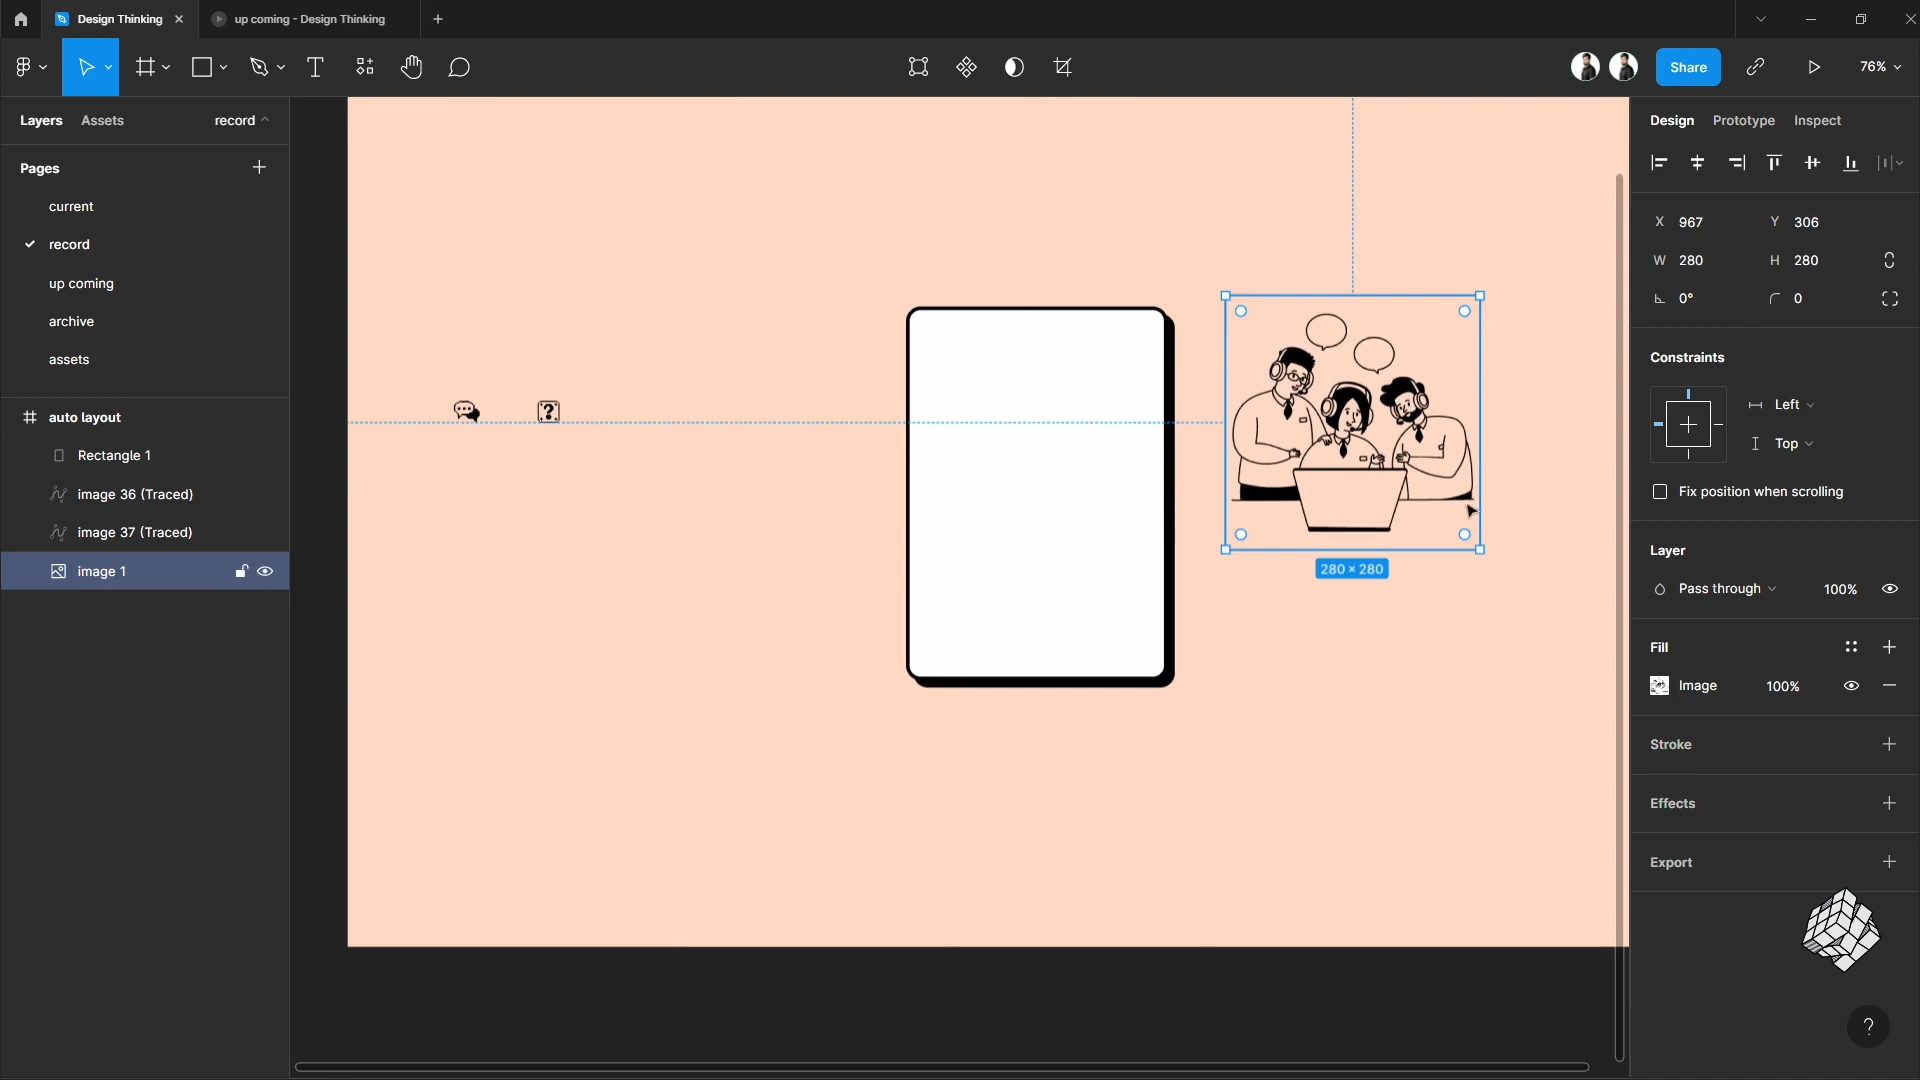 Design Thinking
up coming - Design Thinking
Share
76%
Layers
Assets
record
Pages
current
record
up coming
archive
assets
auto layout
Rectangle 1
image 36 (Traced)
image 37 (Traced)
image 1
?
280 × 280
Design
Prototype
Inspect
X 967
Y 306
W 280
H 280
0°
0
Constraints
Left
Top
Fix position when scrolling
Layer
Pass through
100%
Fill
Image
100%
Stroke
Effects
Export
?